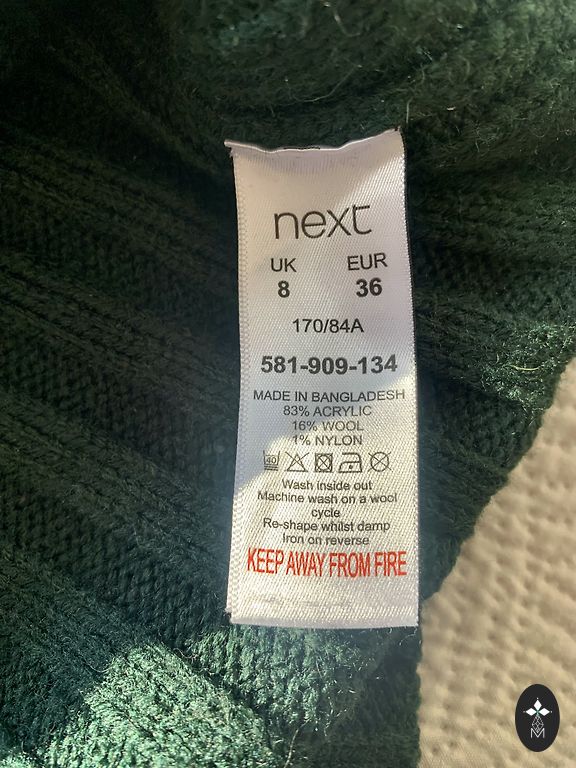 next
UK EUR
8 36
170/84A
581-909-134
MADE IN BANGLADESH
83% ACRYLIC
16% WOOL
1% NYLON
40
Wash inside out
Machine wash on a wool
cycle
Re-shape whilst damp
Iron on reverse
KEEP AWAY FROM FIRE
M